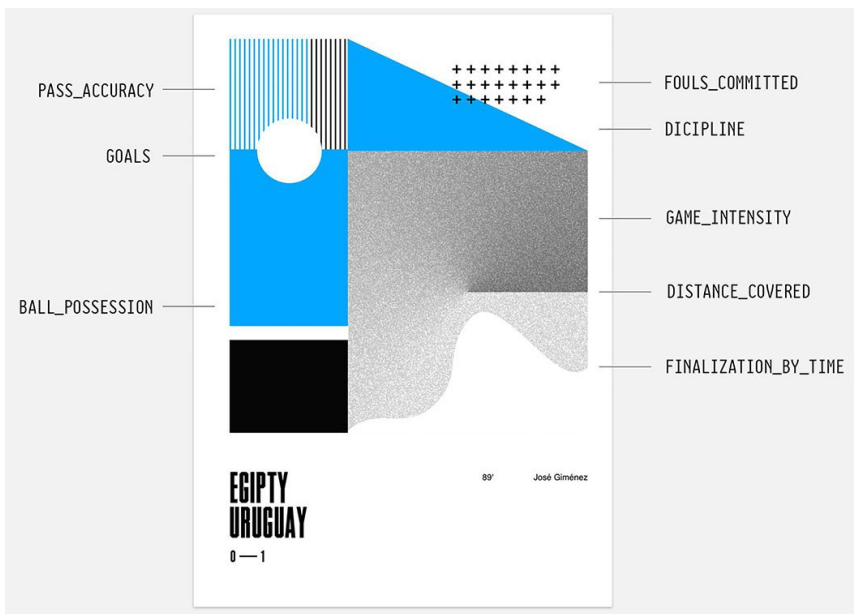 PASS_ACCURACY
GOALS
BALL_POSSESSION
FOULS_COMMITTED
DICIPLINE
GAME_INTENSITY
DISTANCE_COVERED
FINALIZATION_BY_TIME
EGIPTY
URUGUAY
0 — 1
89' José Giménez